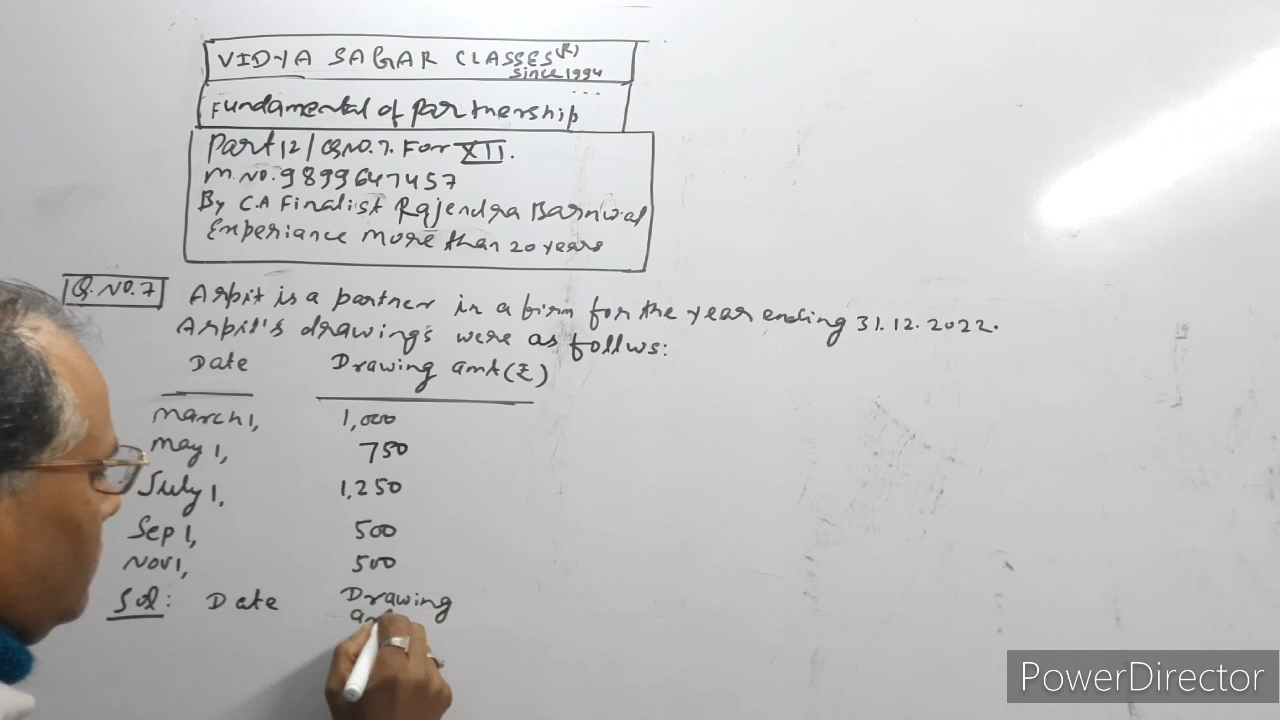 VIDYA SAGAR CLASSES(R)
since 1994
Fundamental of partnership
Part 12 / Q.NO.7. For XII.
M.NO. 9899647457
By C.A Finalist Rajendra Barnwal
Experiance more than 20 years
Q.NO.7 Arpit is a partner in a firm for the year ending 31.12.2022.
Arpit's drawing's were as follws:
Date Drawing amt(₹)
March 1, 1,000
May 1, 750
July 1, 1,250
Sep 1, 500
Nov 1, 500
Sol: Date Drawing
PowerDirector